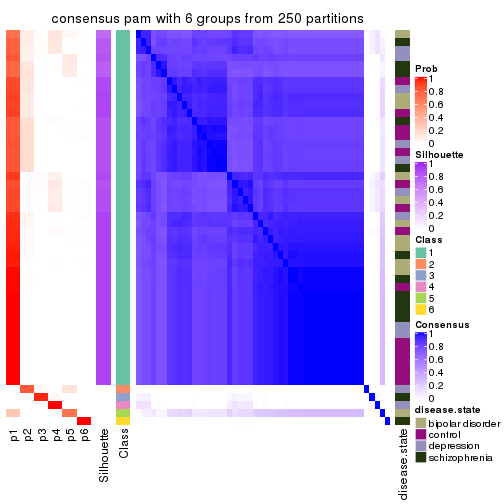 consensus pam with 6 groups from 250 partitions
Prob
1
0.8
0.6
0.4
0.2
0
Silhouette
1
0.8
0.6
0.4
0.2
0
Class
1
2
3
4
5
6
Consensus
1
0.8
0.6
0.4
0.2
0
disease.state
bipolar disorder
control
depression
schizophrenia
p1
p2
p3
p4
p5
p6
Silhouette
Class
disease.state